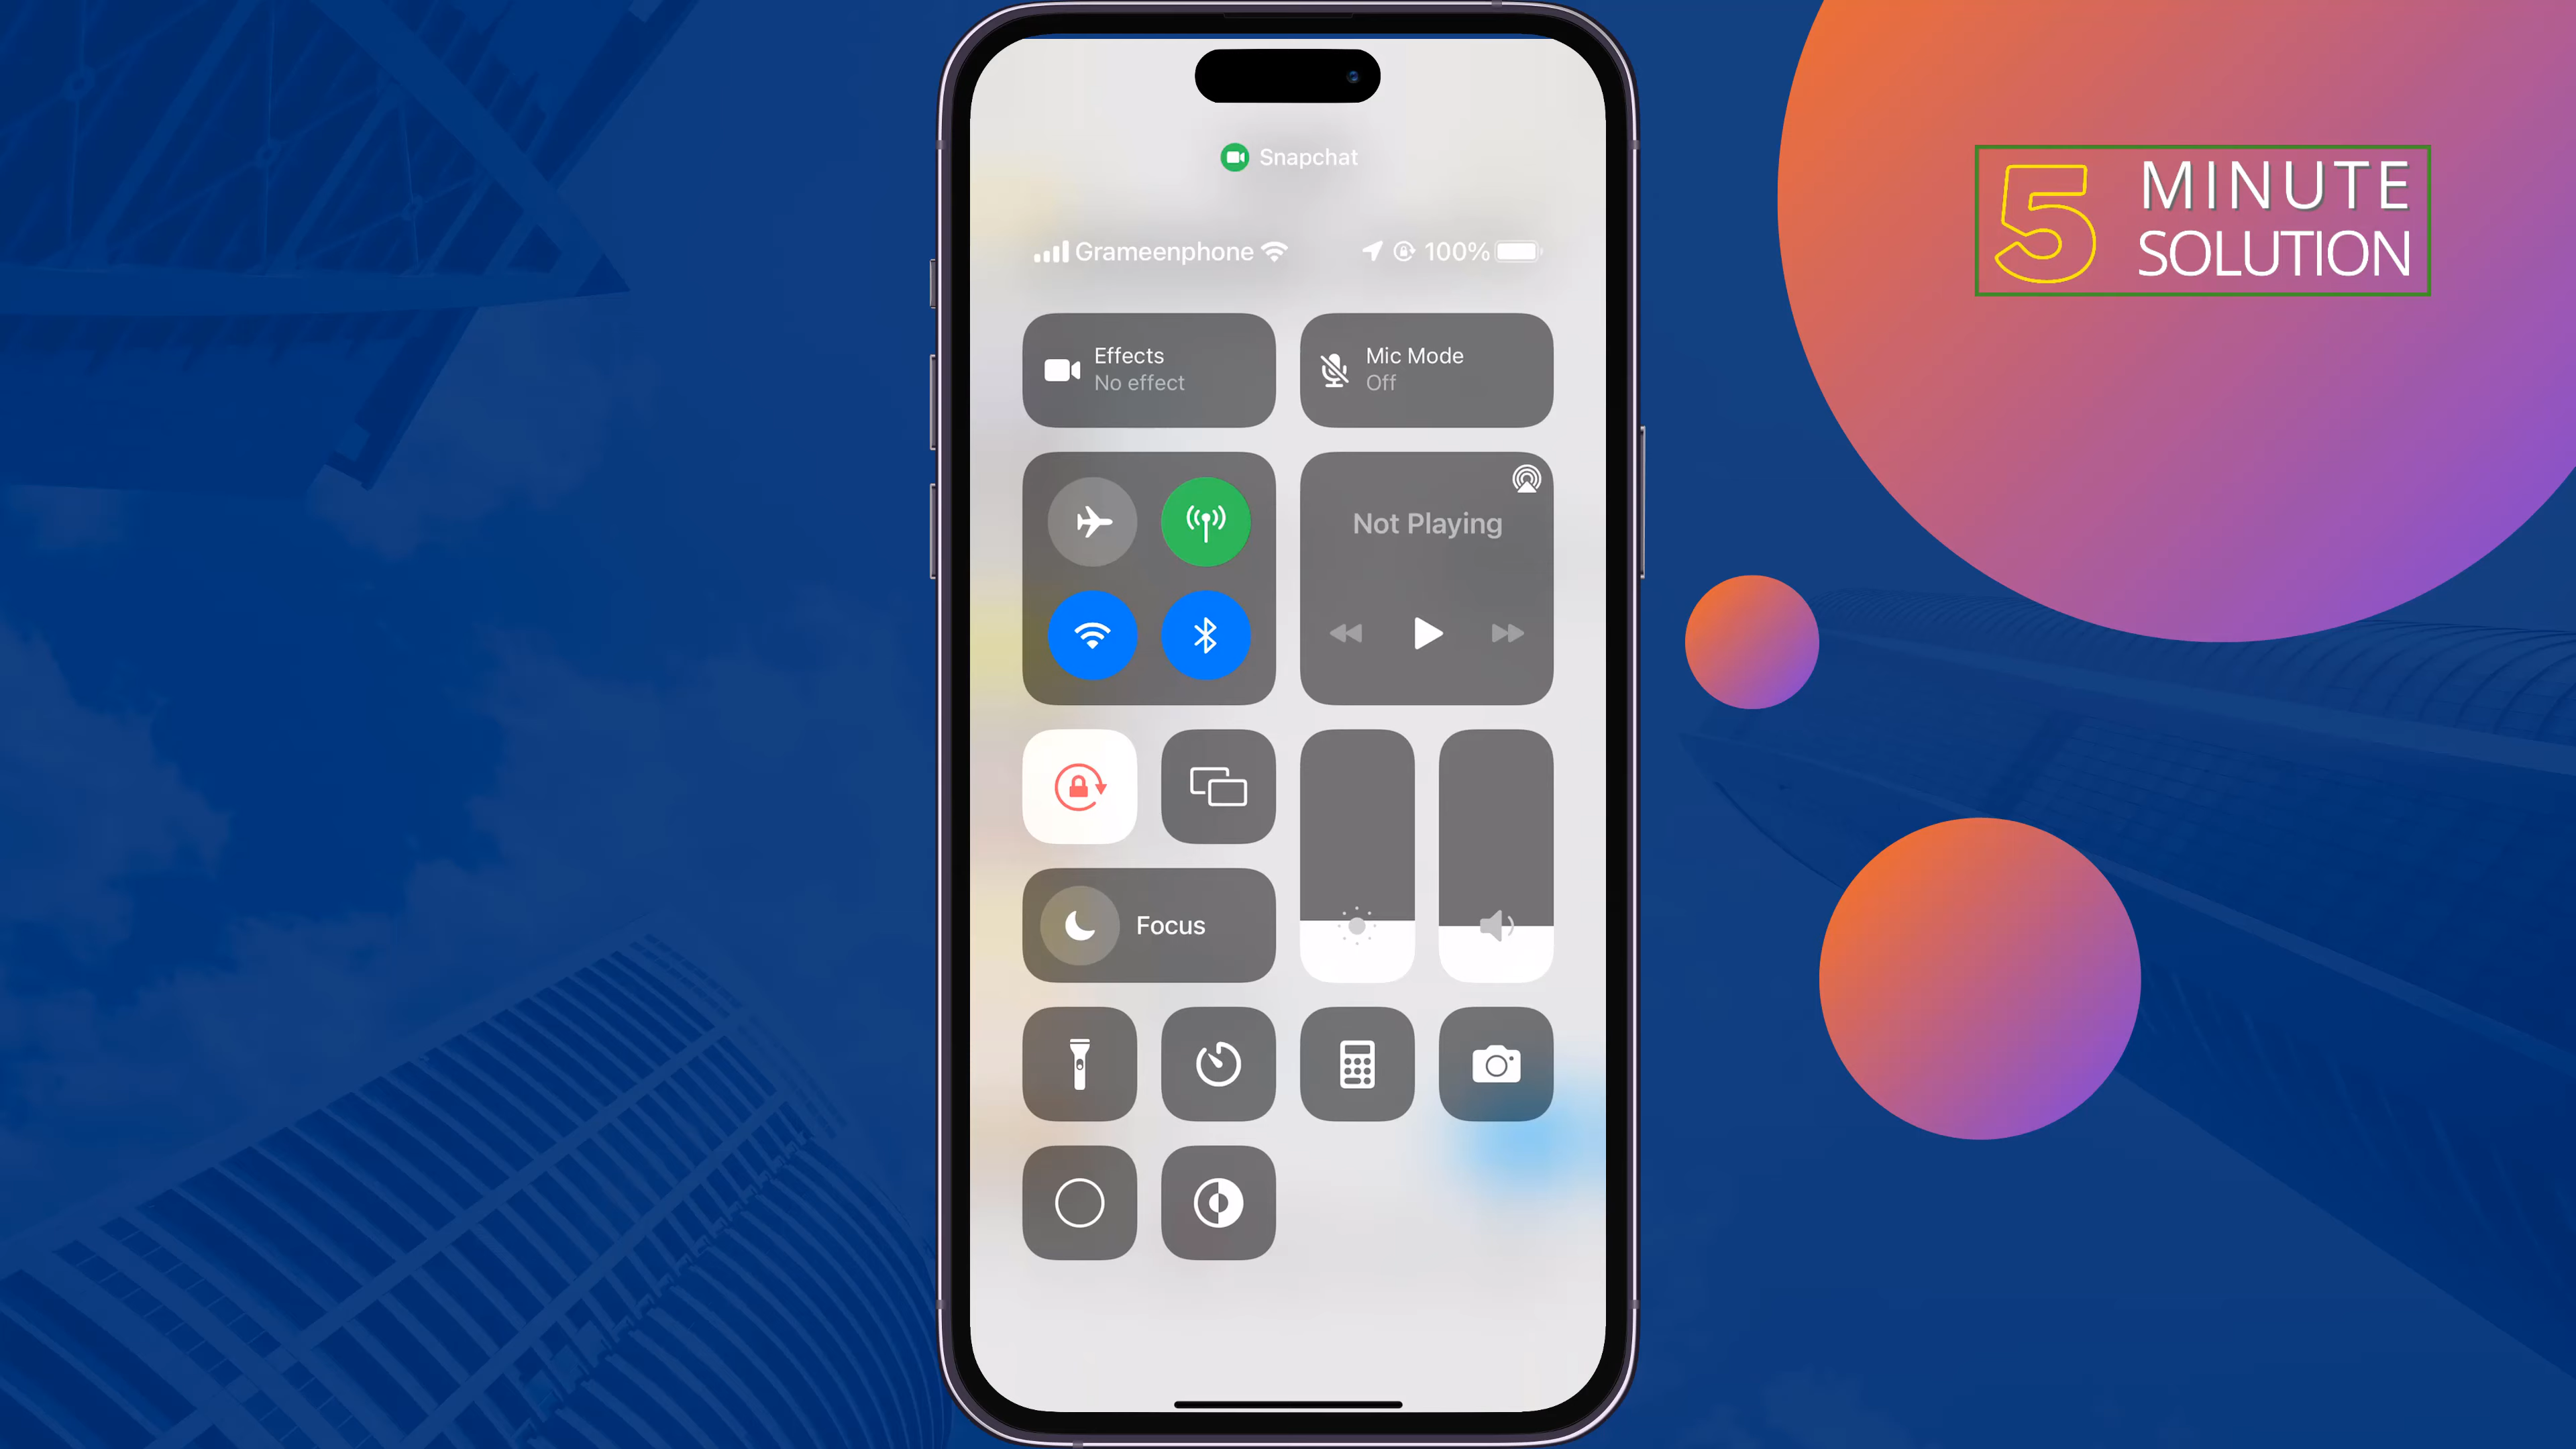 Snapchat
Grameenphone
100%
Effects
No effect
Mic Mode
Off
Not Playing
Focus
5 MINUTE
SOLUTION